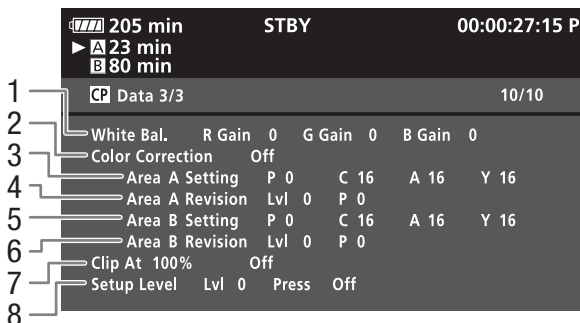 205 min STBY 00:00:27:15 P
▶ A 23 min
B 80 min
CP Data 3/3 10/10
1 White Bal. R Gain 0 G Gain 0 B Gain 0
2 Color Correction Off
3 Area A Setting P 0 C 16 A 16 Y 16
4 Area A Revision Lvl 0 P 0
5 Area B Setting P 0 C 16 A 16 Y 16
6 Area B Revision Lvl 0 P 0
7 Clip At 100% Off
8 Setup Level Lvl 0 Press Off